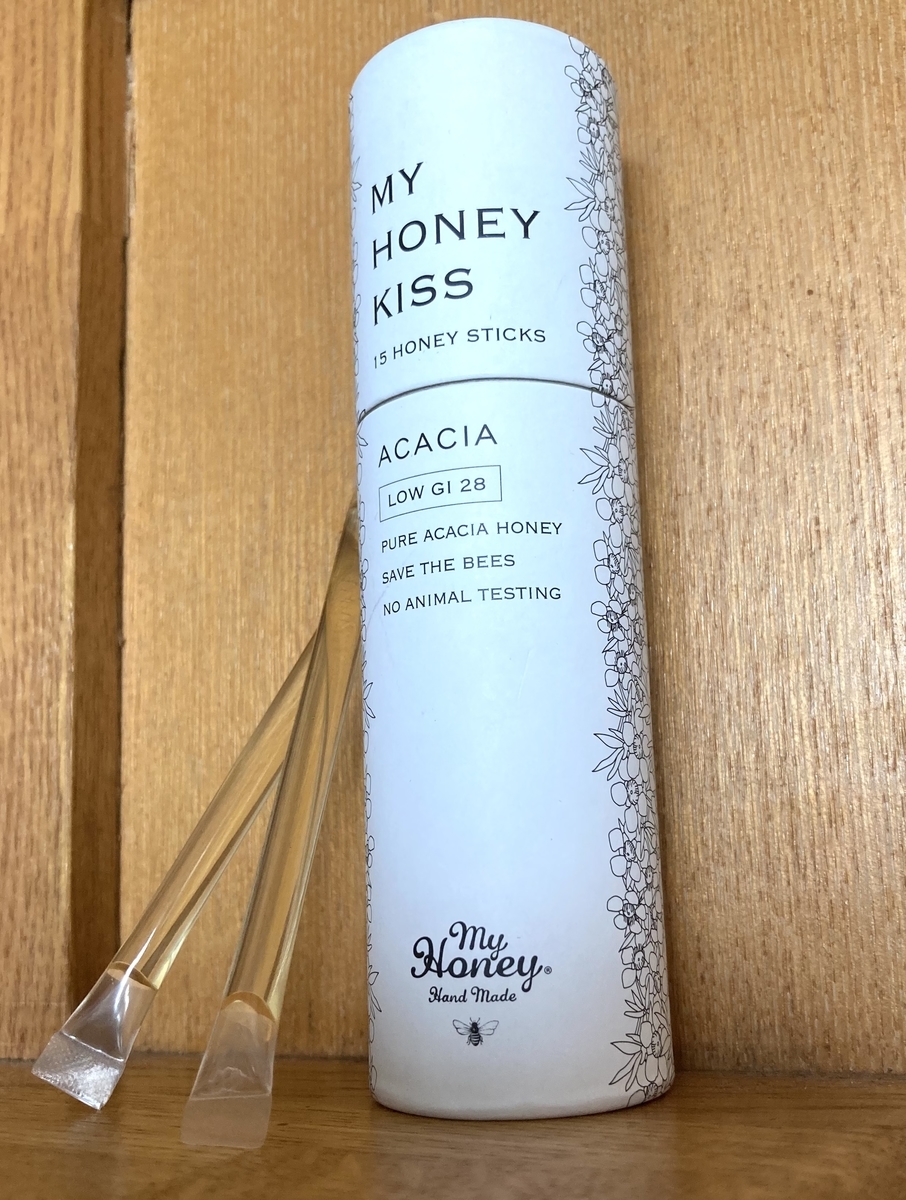 MY
HONEY
KISS
15 HONEY STICKS
ACACIA
LOW GI 28
PURE ACACIA HONEY
SAVE THE BEES
NO ANIMAL TESTING
My
Honey®
Hand Made